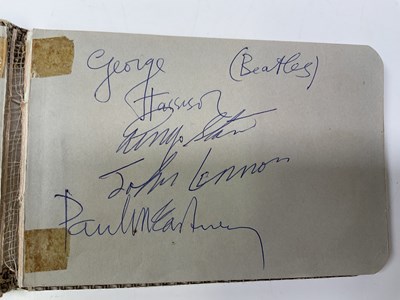 George (Beatles)
Harrison
Ringo Starr
John Lennon
Paul McCartney